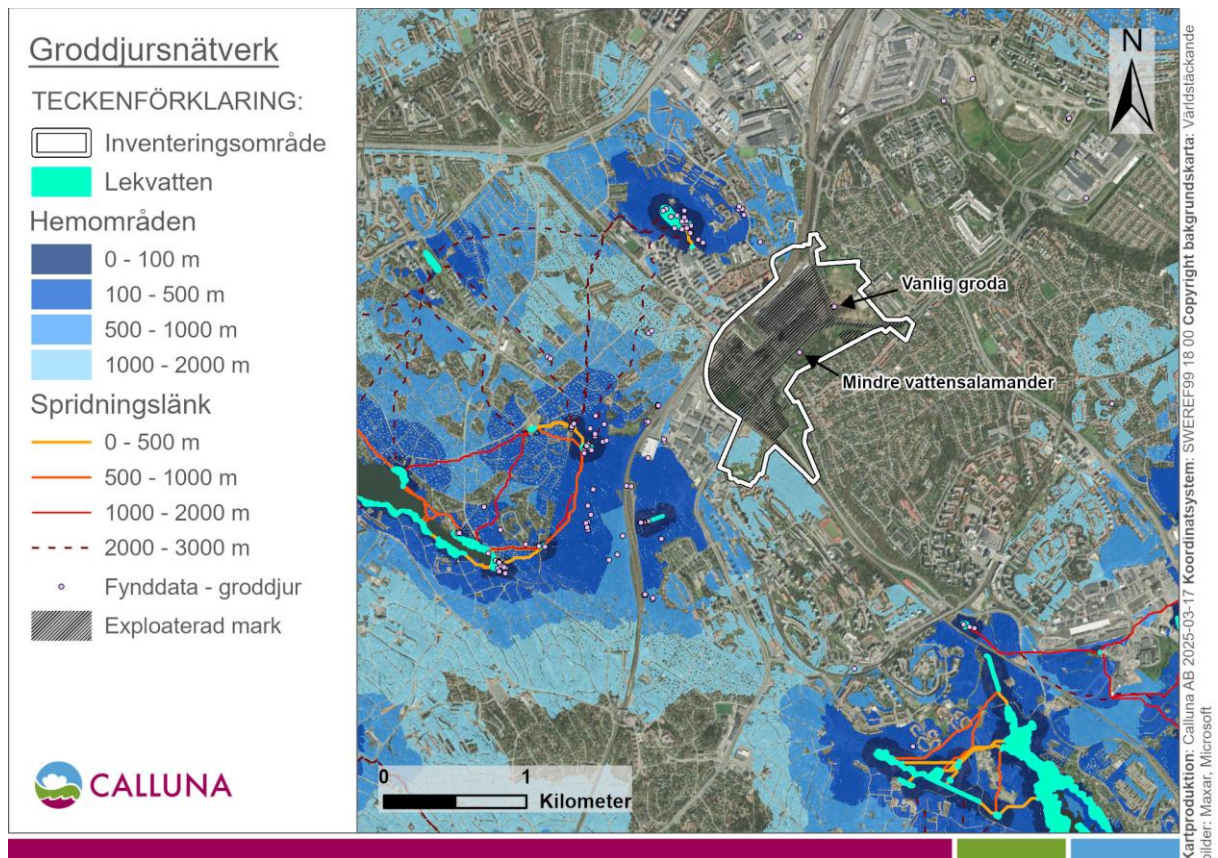 Groddjursnätverk
TECKENFÖRKLARING:
Inventeringsområde
Lekvatten
Hemområden
0 - 100 m
100 - 500 m
500 - 1000 m
1000 - 2000 m
Spridningslänk
0 - 500 m
500 - 1000 m
1000 - 2000 m
2000 - 3000 m
Fynddata - groddjur
Exploaterad mark
CALLUNA
N
Vanlig groda
Mindre vattensalamander
0 1
Kilometer
Kartproduktion: Calluna AB 2025-03-17 Koordinatsystem: SWEREF99 18 00 Copyright bakgrundskarta: Världstäckande
bilder: Maxar, Microsoft